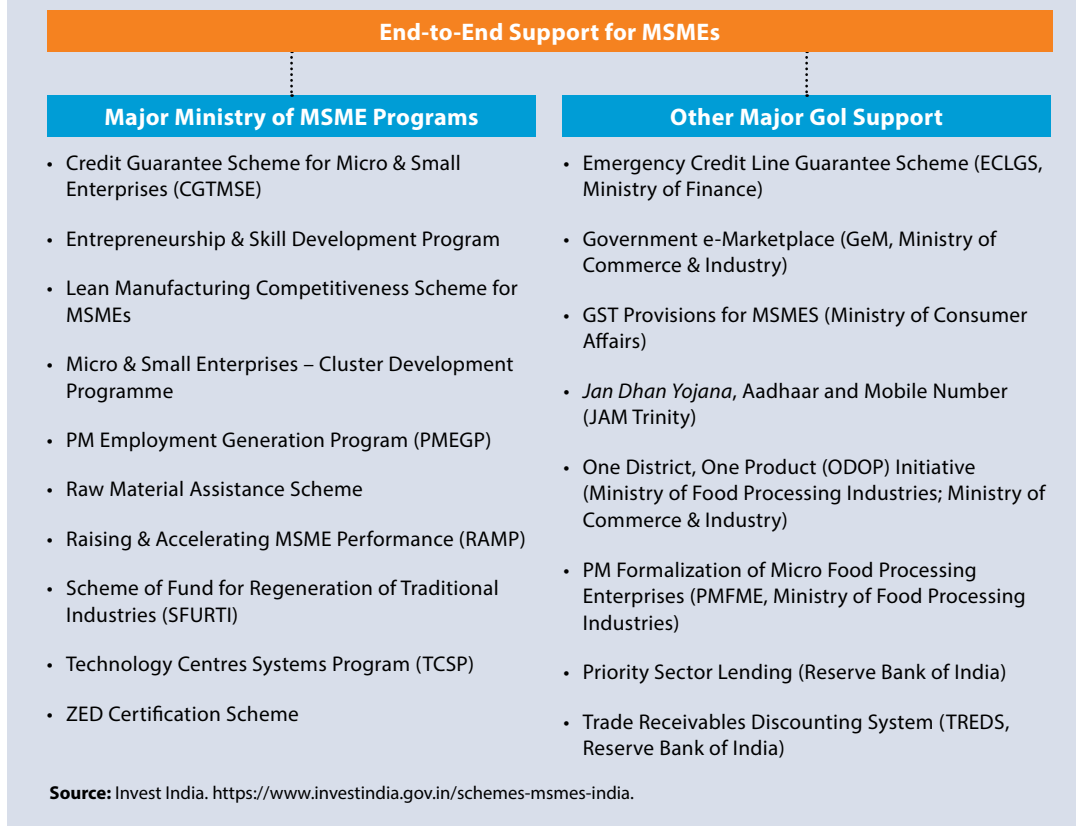 End-to-End Support for MSMEs
Major Ministry of MSME Programs
• Credit Guarantee Scheme for Micro & Small
Enterprises (CGTMSE)
• Entrepreneurship & Skill Development Program
• Lean Manufacturing Competitiveness Scheme for
MSMEs
• Micro & Small Enterprises – Cluster Development
Programme
• PM Employment Generation Program (PMEGP)
• Raw Material Assistance Scheme
• Raising & Accelerating MSME Performance (RAMP)
• Scheme of Fund for Regeneration of Traditional
Industries (SFURTI)
• Technology Centres Systems Program (TCSP)
• ZED Certification Scheme
Other Major GoI Support
• Emergency Credit Line Guarantee Scheme (ECLGS,
Ministry of Finance)
• Government e-Marketplace (GeM, Ministry of
Commerce & Industry)
• GST Provisions for MSMES (Ministry of Consumer
Affairs)
• Jan Dhan Yojana, Aadhaar and Mobile Number
(JAM Trinity)
• One District, One Product (ODOP) Initiative
(Ministry of Food Processing Industries; Ministry of
Commerce & Industry)
• PM Formalization of Micro Food Processing
Enterprises (PMFME, Ministry of Food Processing
Industries)
• Priority Sector Lending (Reserve Bank of India)
• Trade Receivables Discounting System (TREDS,
Reserve Bank of India)
Source: Invest India. https://www.investindia.gov.in/schemes-msmes-india.